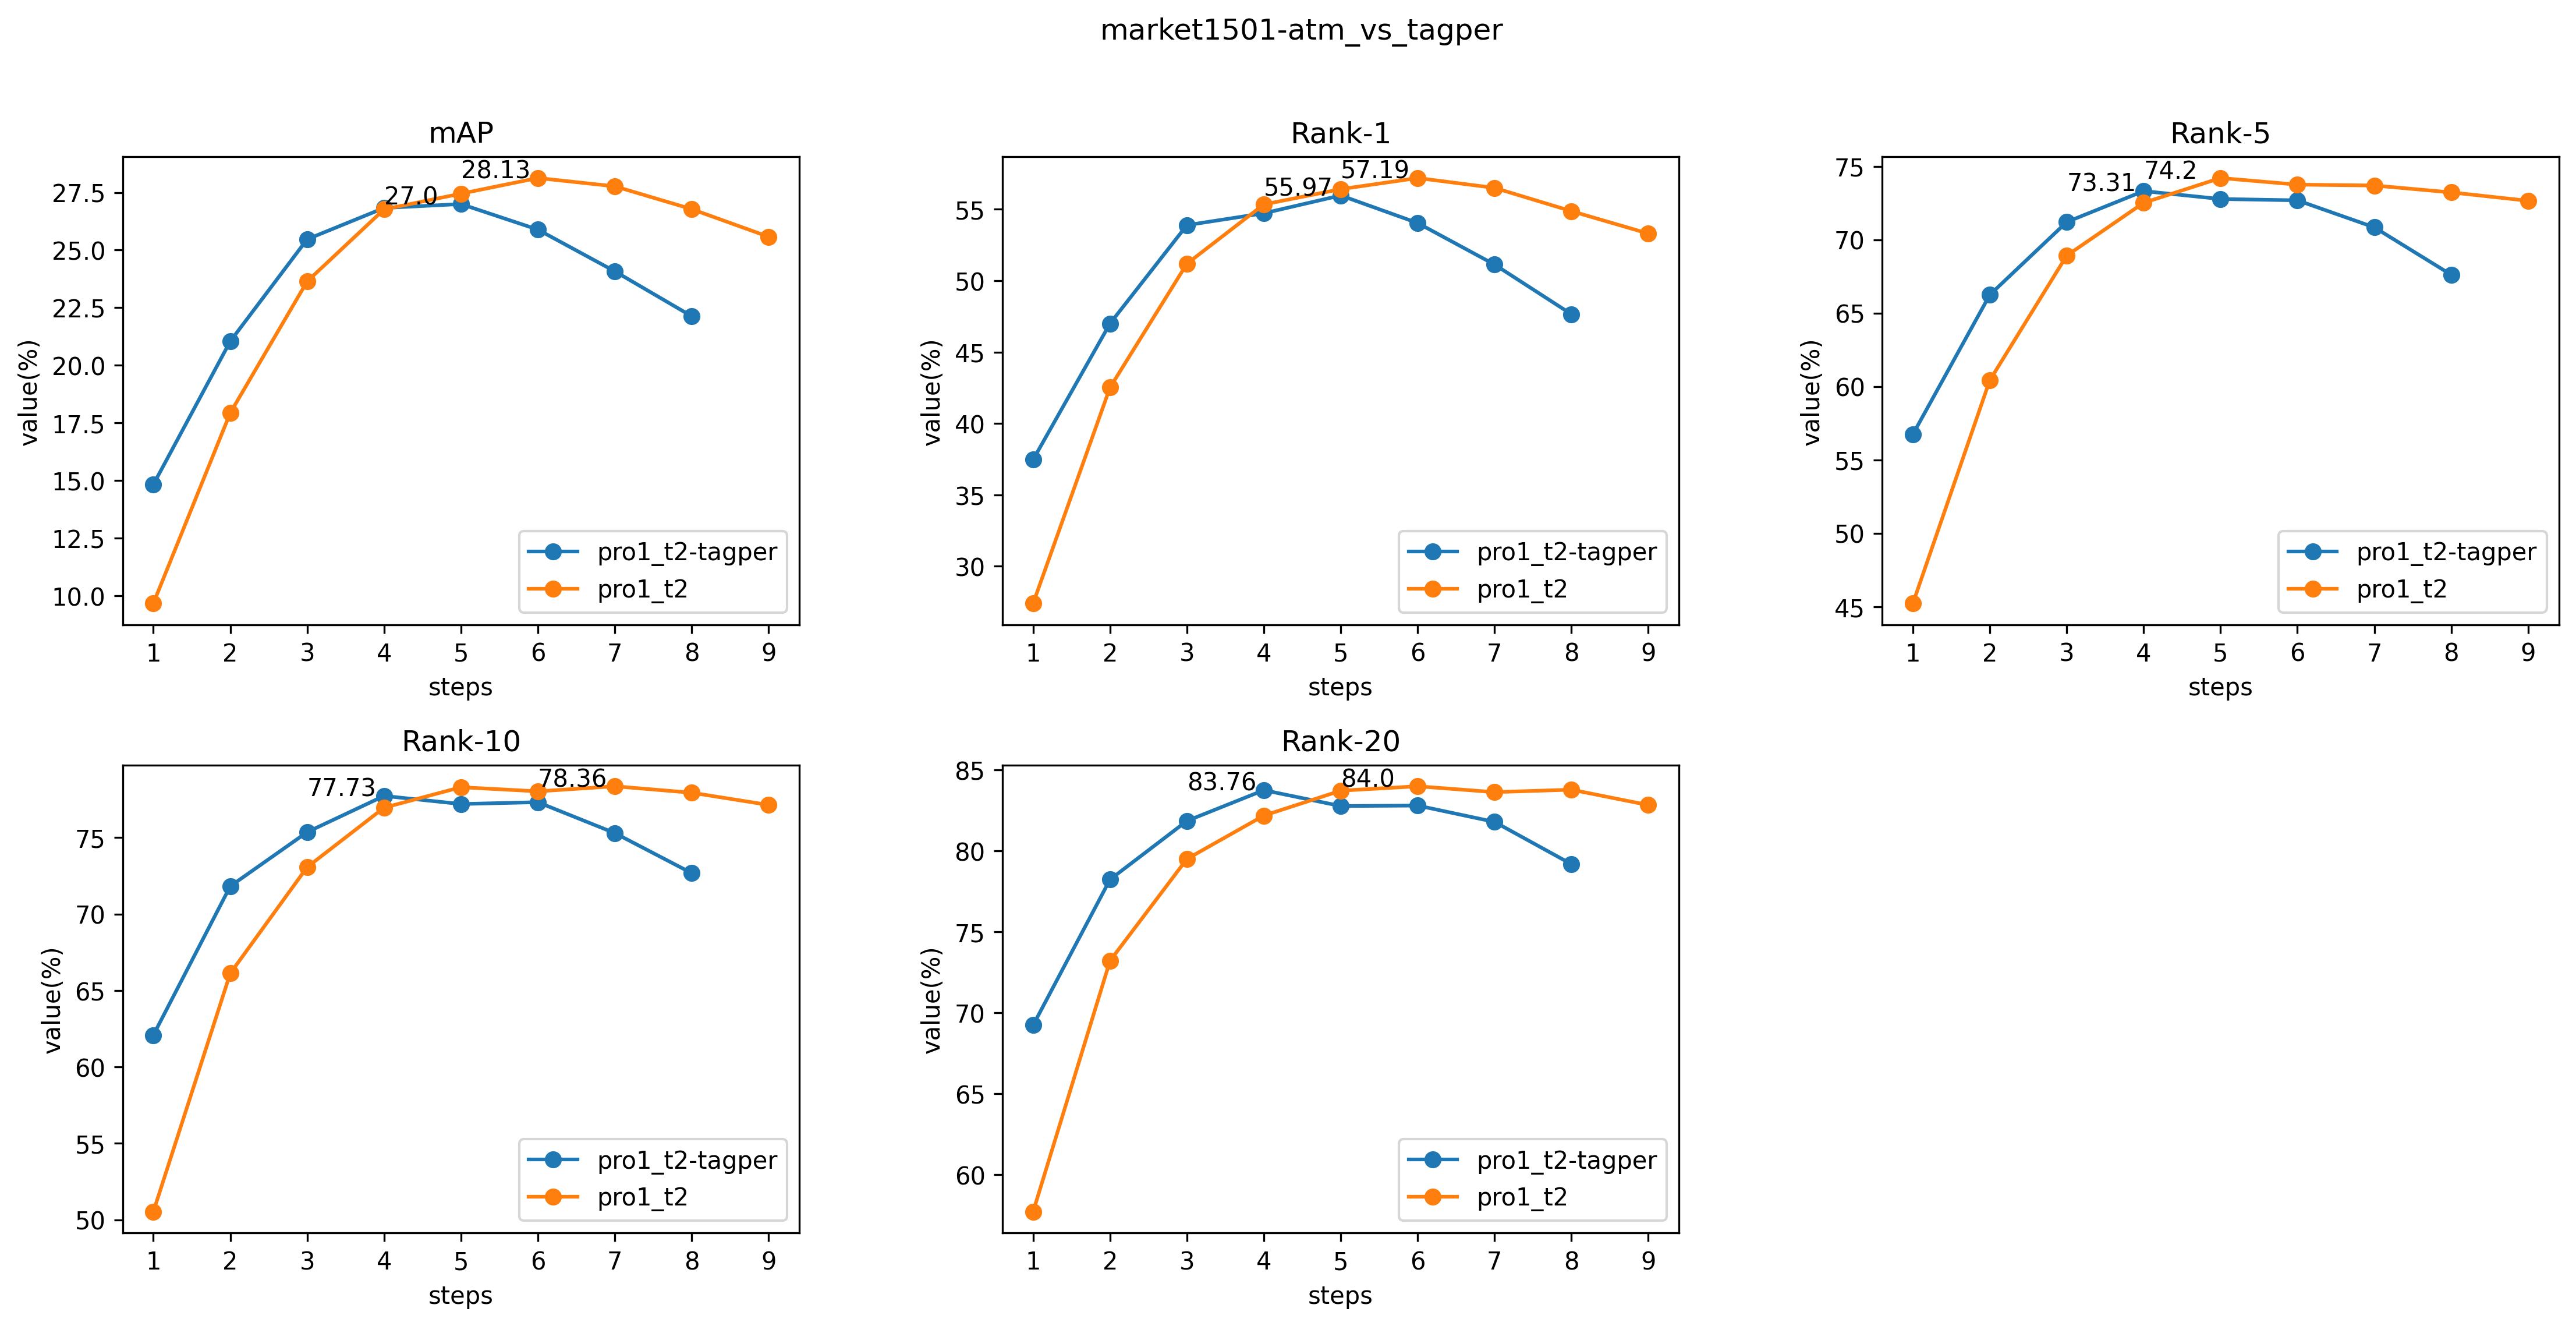 market1501-atm_vs_tagper
mAP
28.13
27.0
27.5
25.0
22.5
20.0
17.5
15.0
12.5
10.0
value(%)
pro1_t2-tagper
pro1_t2
1 2 3 4 5 6 7 8 9
steps
Rank-1
57.19
55.97
55
50
45
40
35
30
value(%)
pro1_t2-tagper
pro1_t2
1 2 3 4 5 6 7 8 9
steps
Rank-5
74.2
73.31
75
70
65
60
55
50
45
value(%)
pro1_t2-tagper
pro1_t2
1 2 3 4 5 6 7 8 9
steps
Rank-10
77.73
78.36
75
70
65
60
55
50
value(%)
pro1_t2-tagper
pro1_t2
1 2 3 4 5 6 7 8 9
steps
Rank-20
83.76
84.0
85
80
75
70
65
60
value(%)
pro1_t2-tagper
pro1_t2
1 2 3 4 5 6 7 8 9
steps